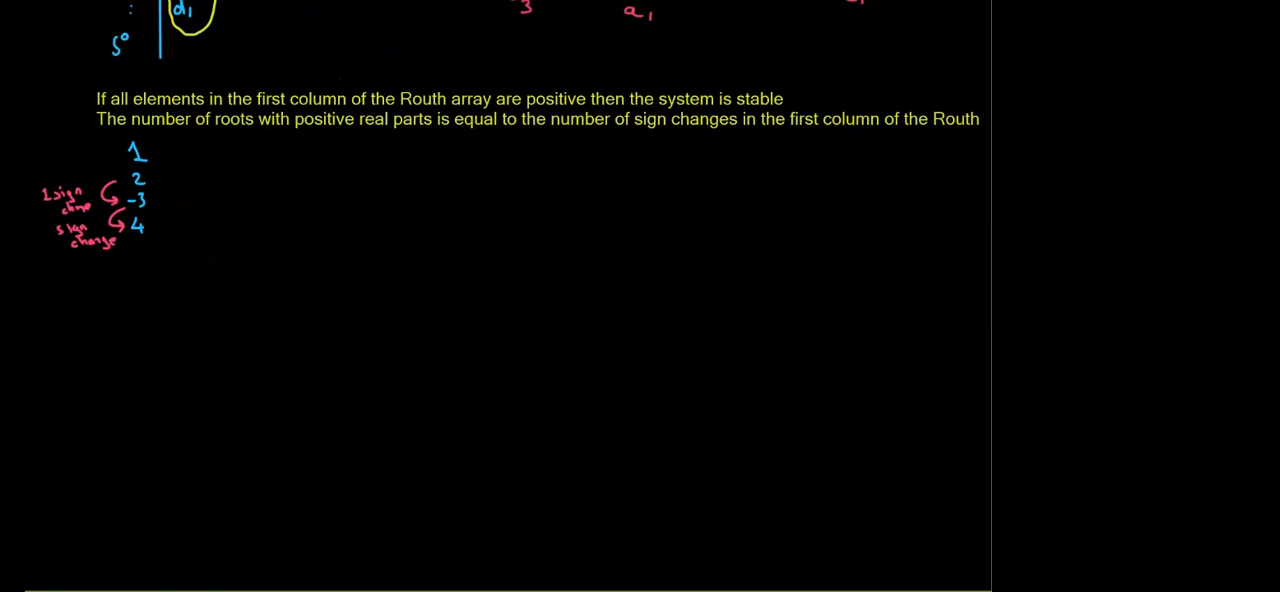 : d₁
3 a₁
s⁰
If all elements in the first column of the Routh array are positive then the system is stable
The number of roots with positive real parts is equal to the number of sign changes in the first column of the Routh
1
2
1 sign
-3
sign 4
change